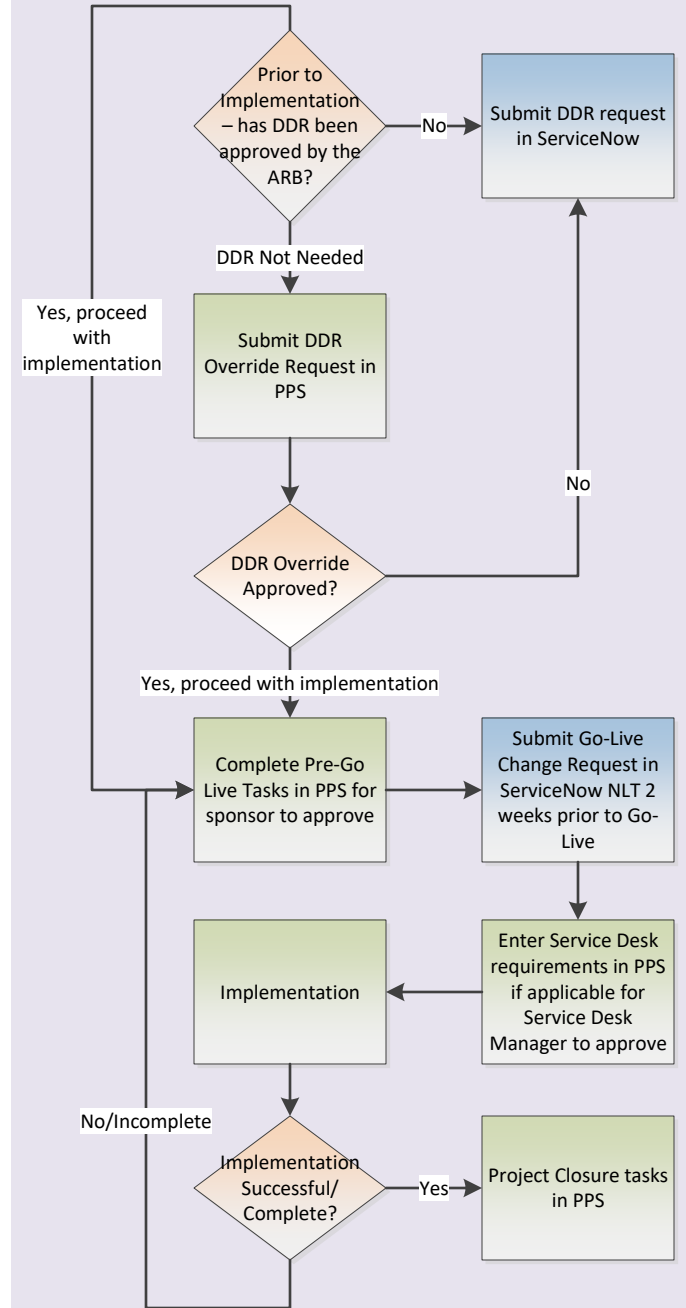 Prior to
Implementation
– has DDR been
approved by the
ARB?
No
Submit DDR request
in ServiceNow
DDR Not Needed
Yes, proceed
with
implementation
Submit DDR
Override Request in
PPS
No
DDR Override
Approved?
Yes, proceed with implementation
Complete Pre-Go
Live Tasks in PPS for
sponsor to approve
Submit Go-Live
Change Request in
ServiceNow NLT 2
weeks prior to Go-
Live
Enter Service Desk
requirements in PPS
if applicable for
Service Desk
Manager to approve
Implementation
No/Incomplete
Implementation
Successful/
Complete?
Yes
Project Closure tasks
in PPS